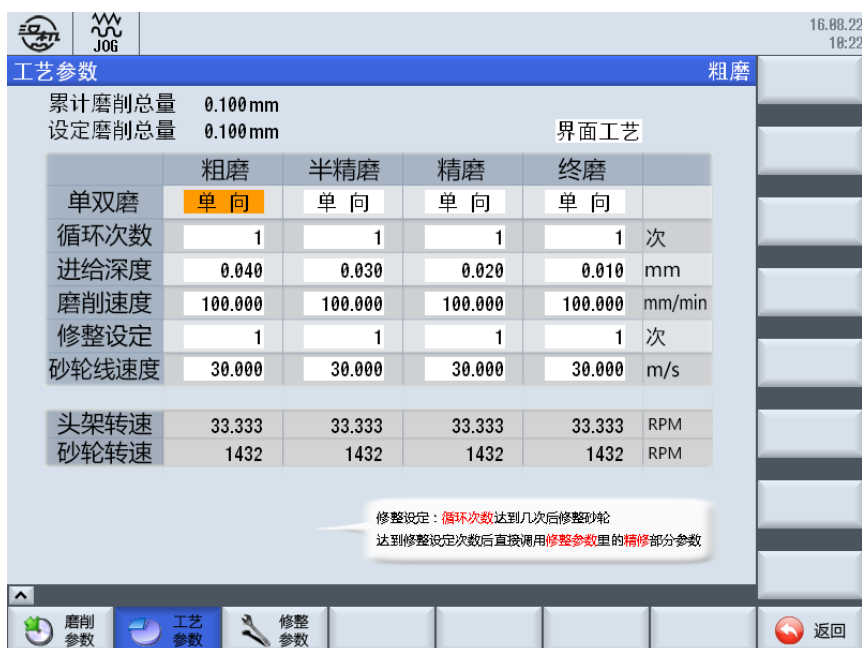 汉机 JOG 16.08.22
10:22
工艺参数 粗磨
累计磨削总量 0.100mm
设定磨削总量 0.100mm 界面工艺
粗磨 半精磨 精磨 终磨
单双磨 单 向 单 向 单 向 单 向
循环次数 1 1 1 1 次
进给深度 0.040 0.030 0.020 0.010 mm
磨削速度 100.000 100.000 100.000 100.000 mm/min
修整设定 1 1 1 1 次
砂轮线速度 30.000 30.000 30.000 30.000 m/s
头架转速 33.333 33.333 33.333 33.333 RPM
砂轮转速 1432 1432 1432 1432 RPM
修整设定：循环次数达到几次后修整砂轮
达到修整设定次数后直接调用修整参数里的精修部分参数
磨削 工艺 修整
参数 参数 参数 返回